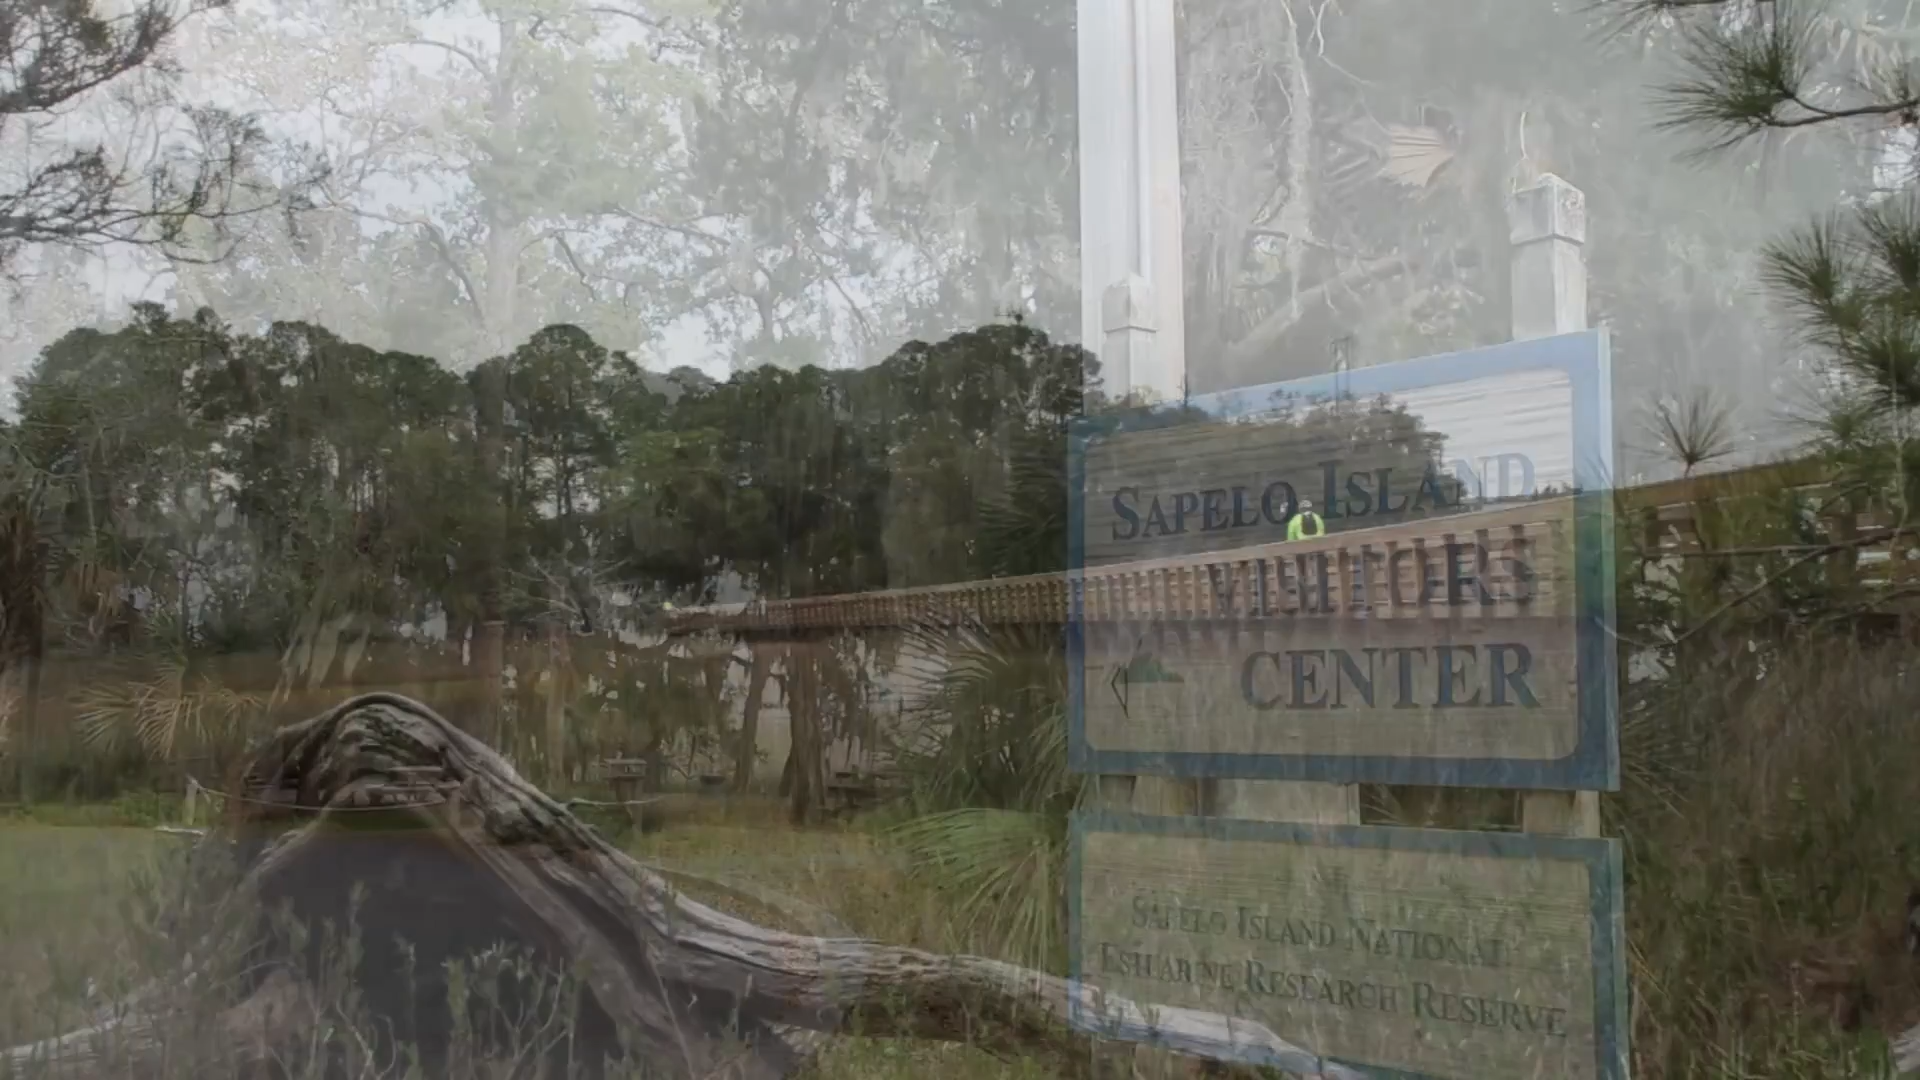 SAPELO ISLAND
VISITORS
CENTER
SAPELO ISLAND NATIONAL
ESTUARINE RESEARCH RESERVE